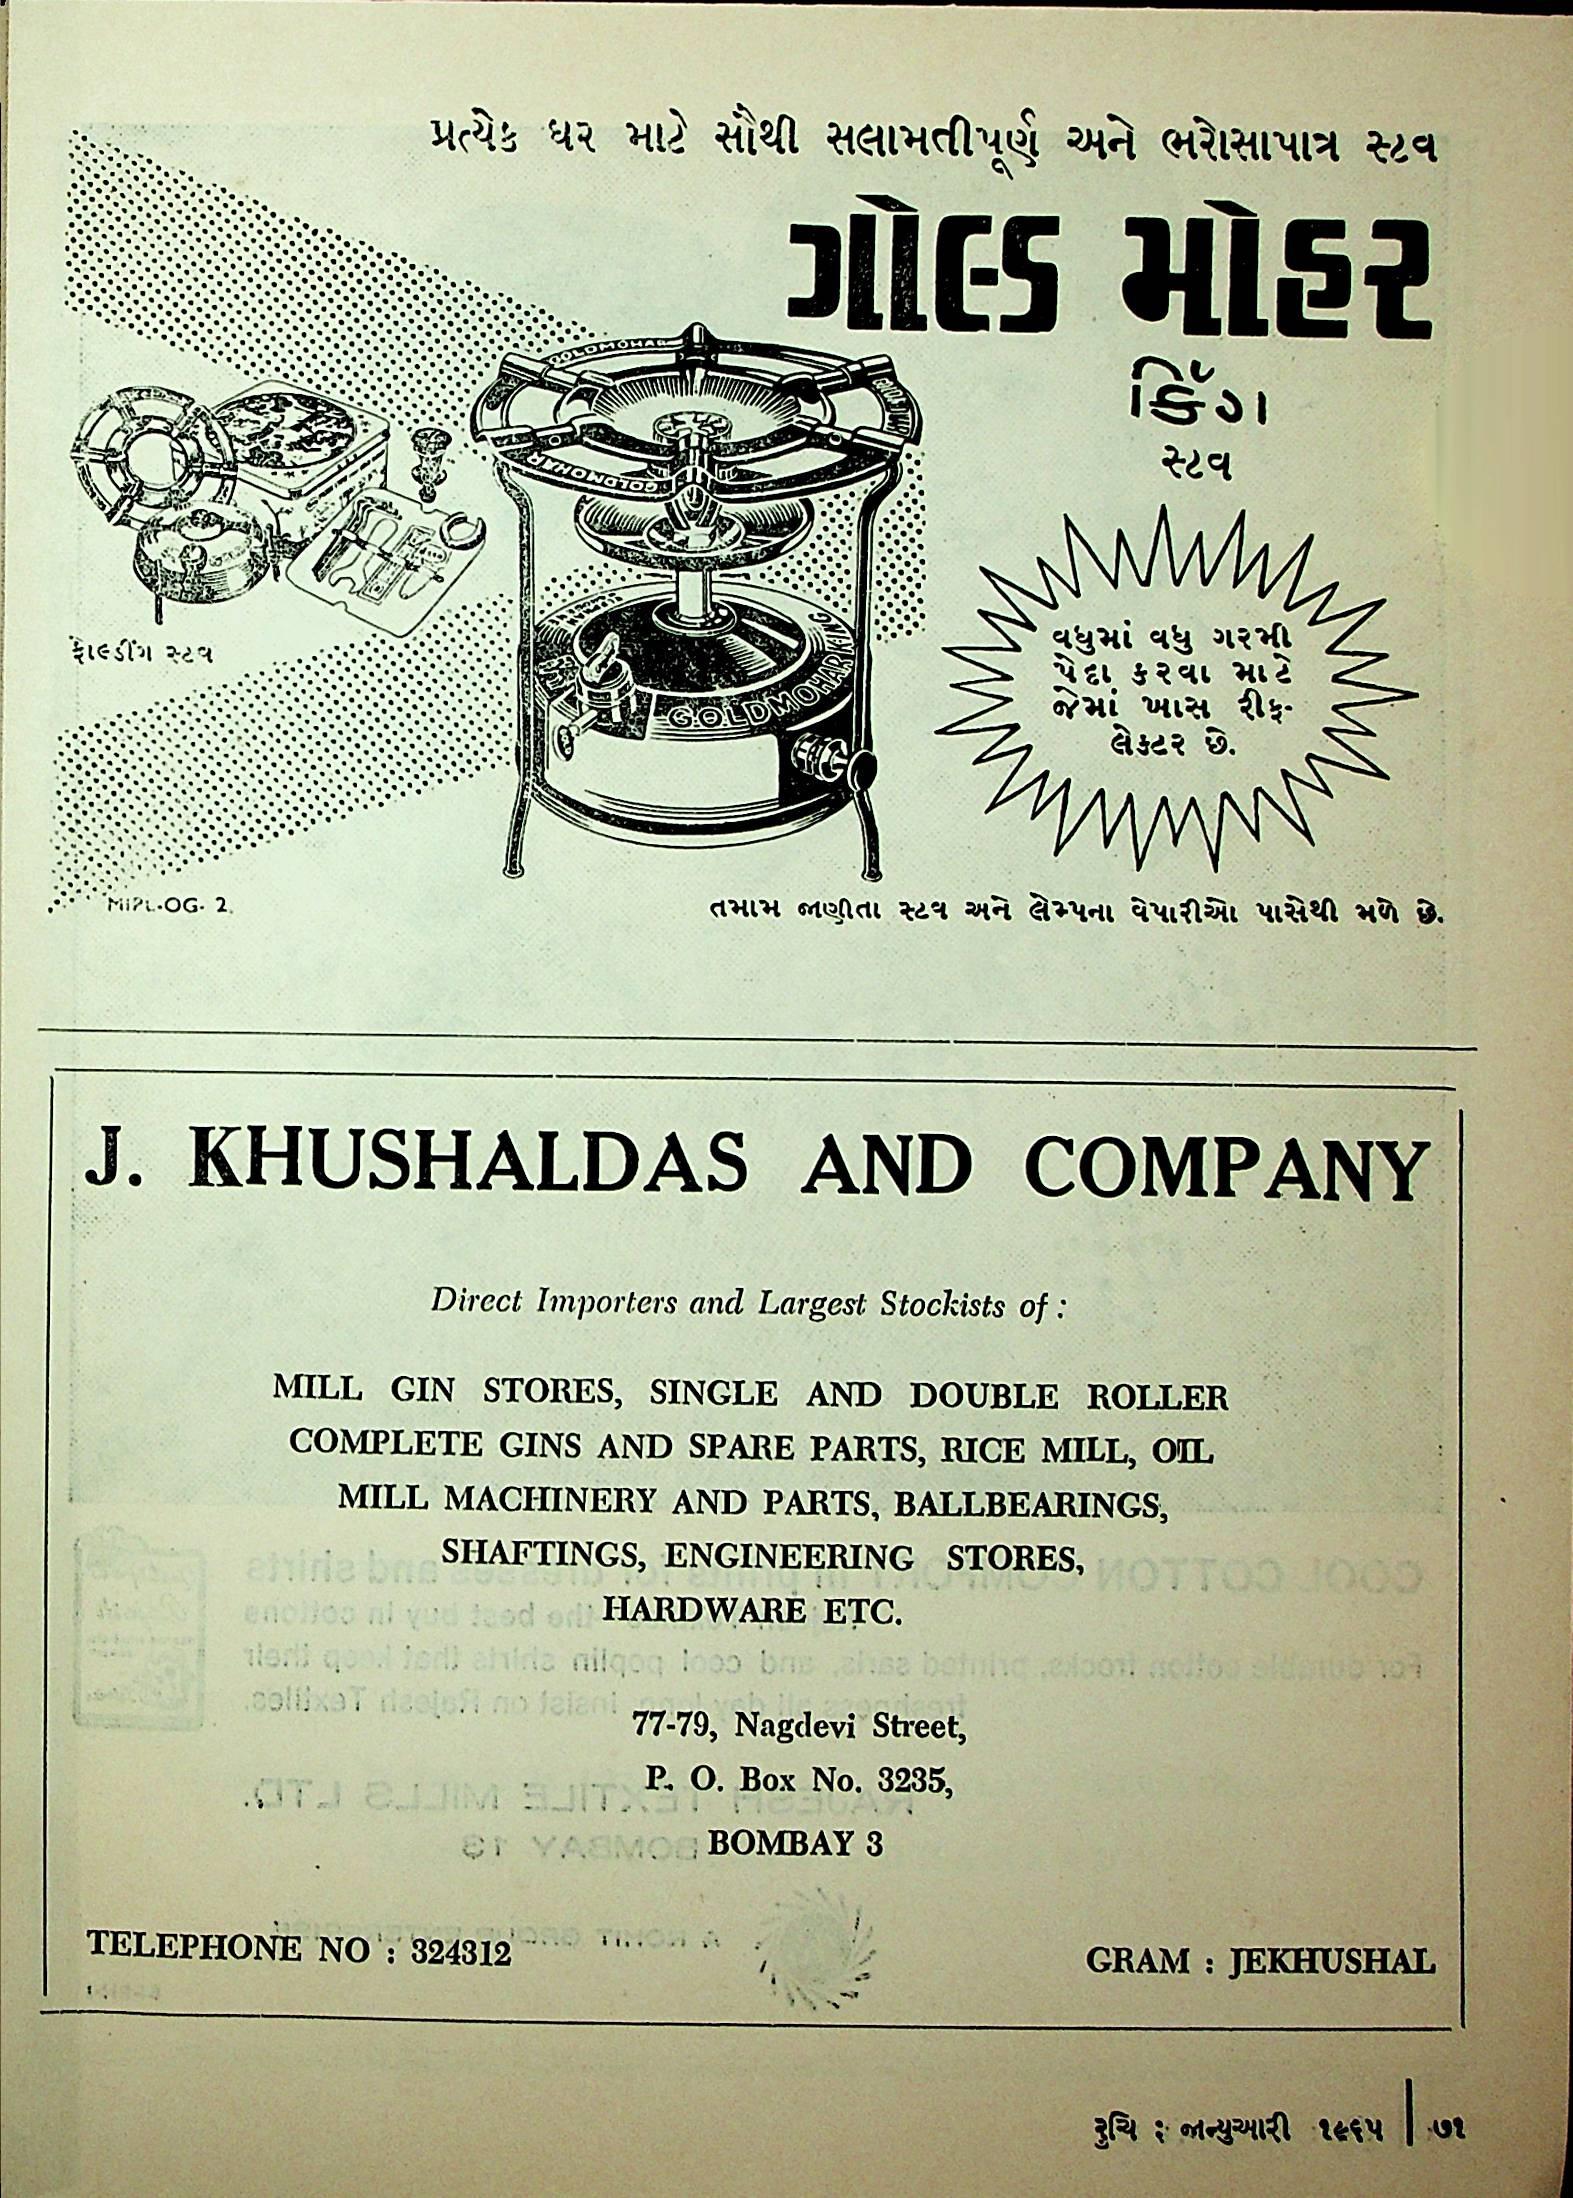 પ્રત્યેક ઘર માટે સૌથી સલામતીપૂર્ણ અને ભરોસાપાત્ર સ્ટવ
ગોલ્ડ મોહર
કિંગ
સ્ટવ
GOLDMOHAR
GOLDMOHAR
GOLDMOHAR
GOLDMOHAR KING
ફોલ્ડીંગ સ્ટવ
વધુમાં વધુ ગરમી
પેદા કરવા માટે
જેમાં ખાસ રીફ-
લેક્ટર છે.
MIPL-OG- 2.
તમામ જાણીતા સ્ટવ અને લેમ્પના વેપારીઓ પાસેથી મળે છે.
J. KHUSHALDAS AND COMPANY
Direct Importers and Largest Stockists of :
MILL GIN STORES, SINGLE AND DOUBLE ROLLER
COMPLETE GINS AND SPARE PARTS, RICE MILL, OIL
MILL MACHINERY AND PARTS, BALLBEARINGS,
SHAFTINGS, ENGINEERING STORES,
HARDWARE ETC.
77-79, Nagdevi Street,
P. O. Box No. 3235,
BOMBAY 3
TELEPHONE NO : 324312
GRAM : JEKHUSHAL
રુચિ : જાન્યુઆરી ૧૯૬૫ | ૭૧